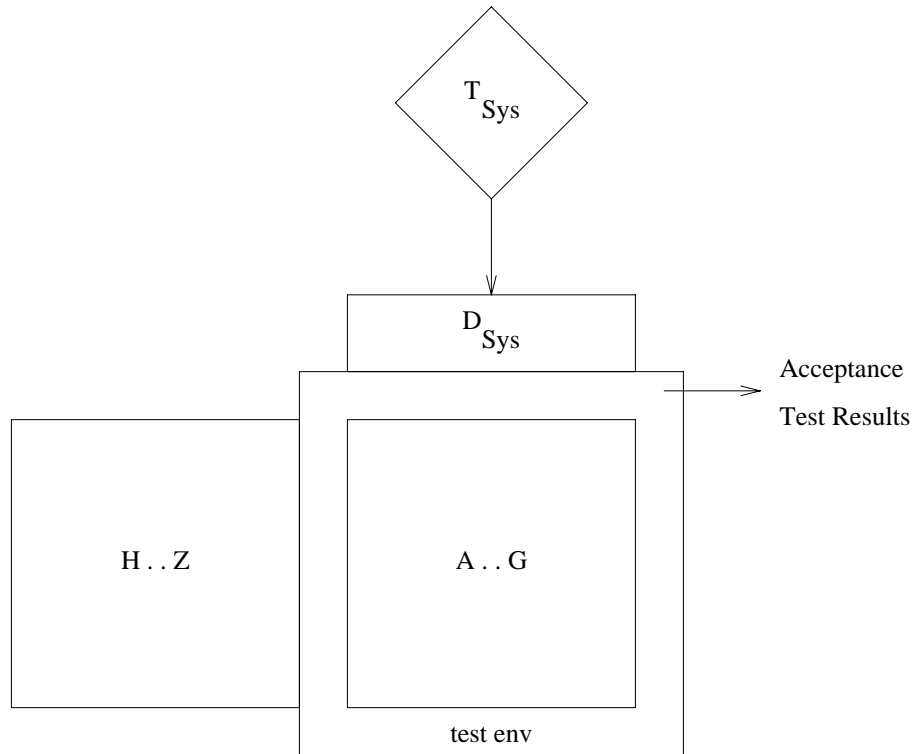 T
Sys
D
Sys
Acceptance
Test Results
H . . Z
A . . G
test env